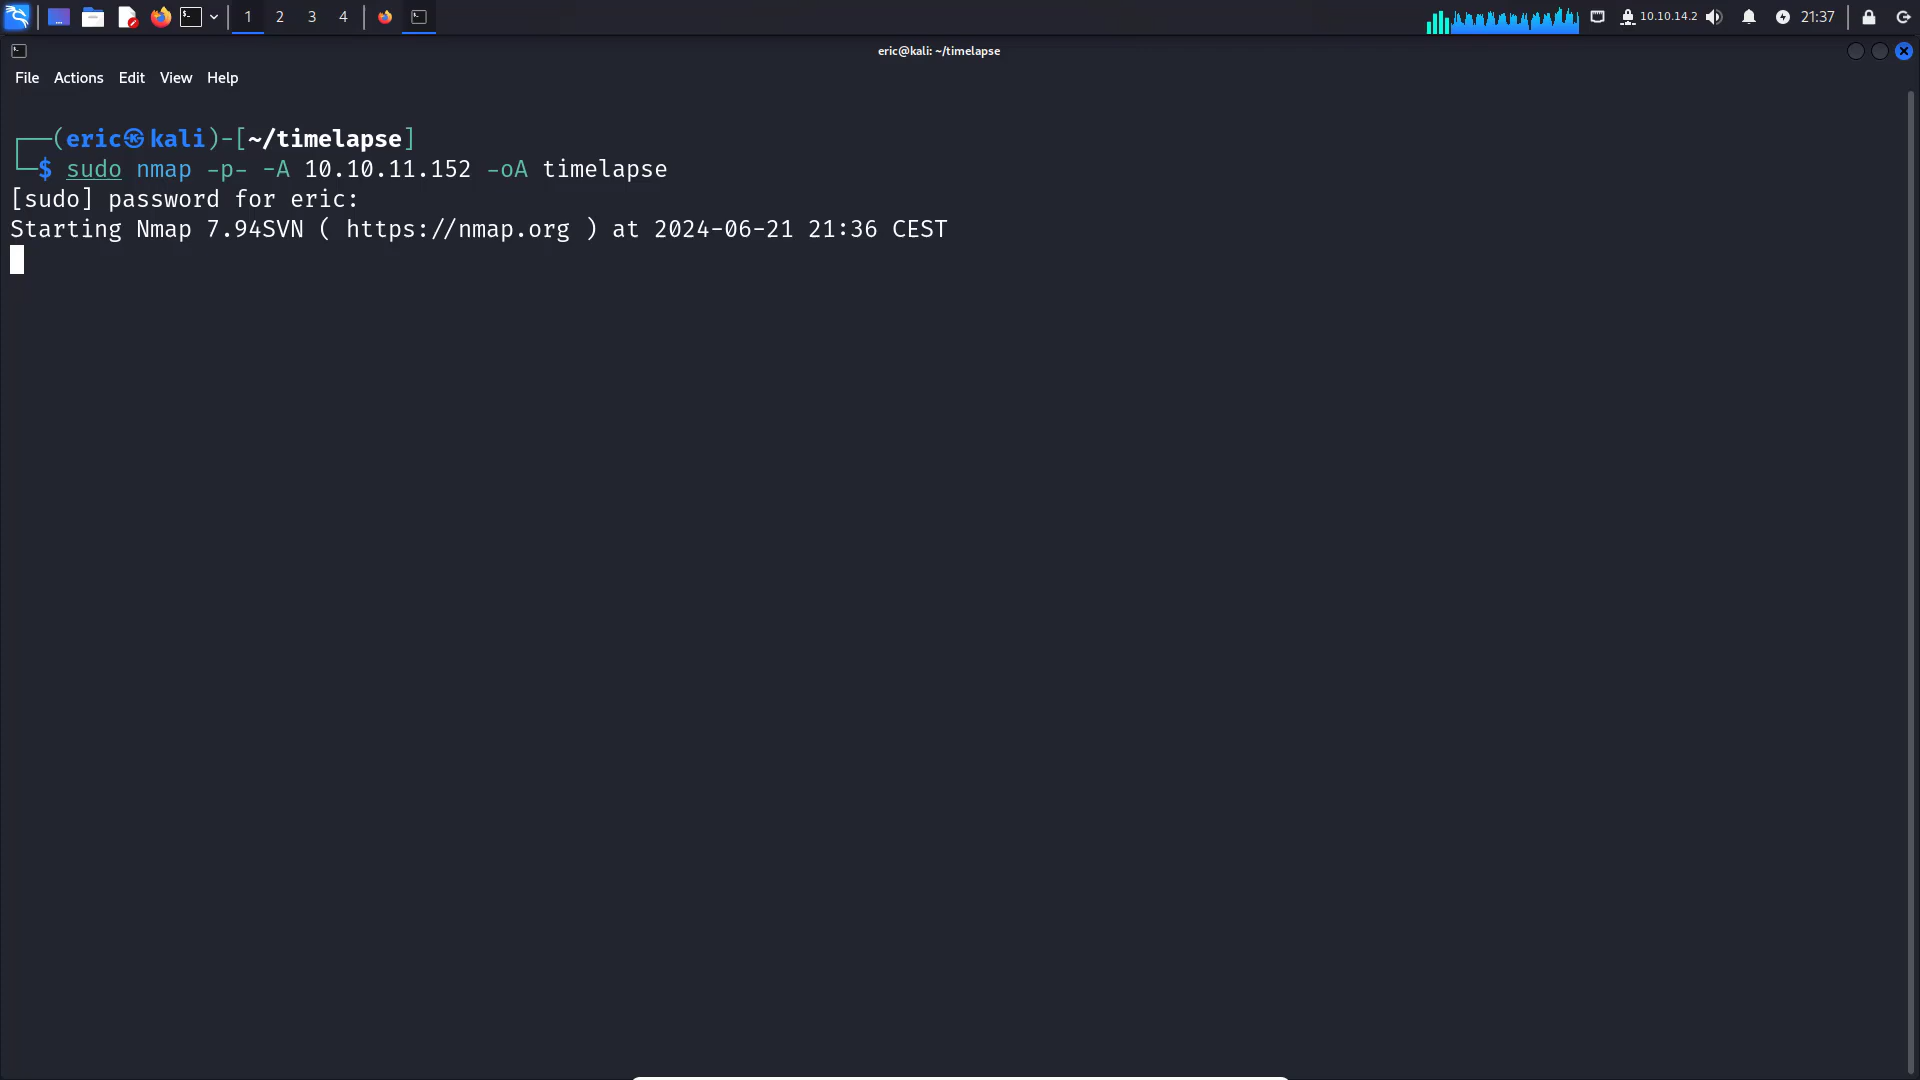 1 2 3 4 10.10.14.2 21:37
eric@kali: ~/timelapse
File Actions Edit View Help
┌──(eric㉿kali)-[~/timelapse]
└─$ sudo nmap -p- -A 10.10.11.152 -oA timelapse
[sudo] password for eric:
Starting Nmap 7.94SVN ( https://nmap.org ) at 2024-06-21 21:36 CEST